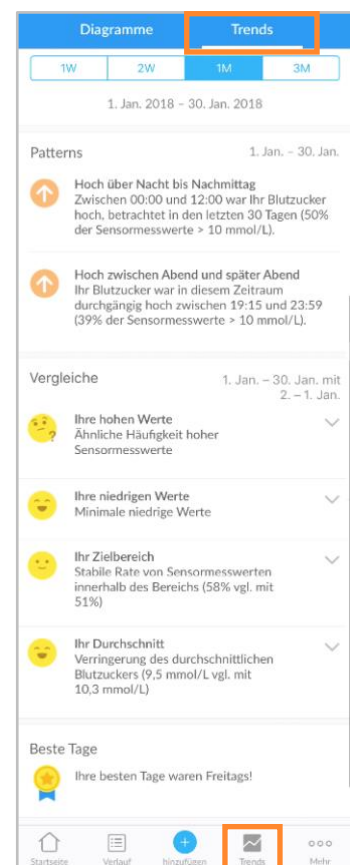 Diagramme Trends
1W 2W 1M 3M
1. Jan. 2018 – 30. Jan. 2018
Patterns 1. Jan. – 30. Jan.
Hoch über Nacht bis Nachmittag
Zwischen 00:00 und
12:00 war Ihr Blutzucker
hoch, betrachtet in den letzten 30 Tagen (50%
der Sensormesswerte > 10 mmol/L).
Hoch zwischen Abend und später Abend
Ihr Blutzucker war in diesem Zeitraum
durchgängig hoch zwischen 19:15 und 23:59
(39% der Sensormesswerte > 10 mmol/L).
Vergleiche 1. Jan. – 30. Jan. mit
2. – 1. Jan.
Ihre hohen Werte
Ähnliche Häufigkeit hoher
Sensormesswerte
Ihre niedrigen Werte
Minimale niedrige Werte
Ihr Zielbereich
Stabile Rate von Sensormesswerten
innerhalb des Bereichs (58% vgl. mit
51%)
Ihr Durchschnitt
Verringerung des durchschnittlichen
Blutzuckers (9,5 mmol/L vgl. mit
10,3 mmol/L)
Beste Tage
Ihre besten Tage waren Freitags!
Startseite Verlauf hinzufügen Trends Mehr